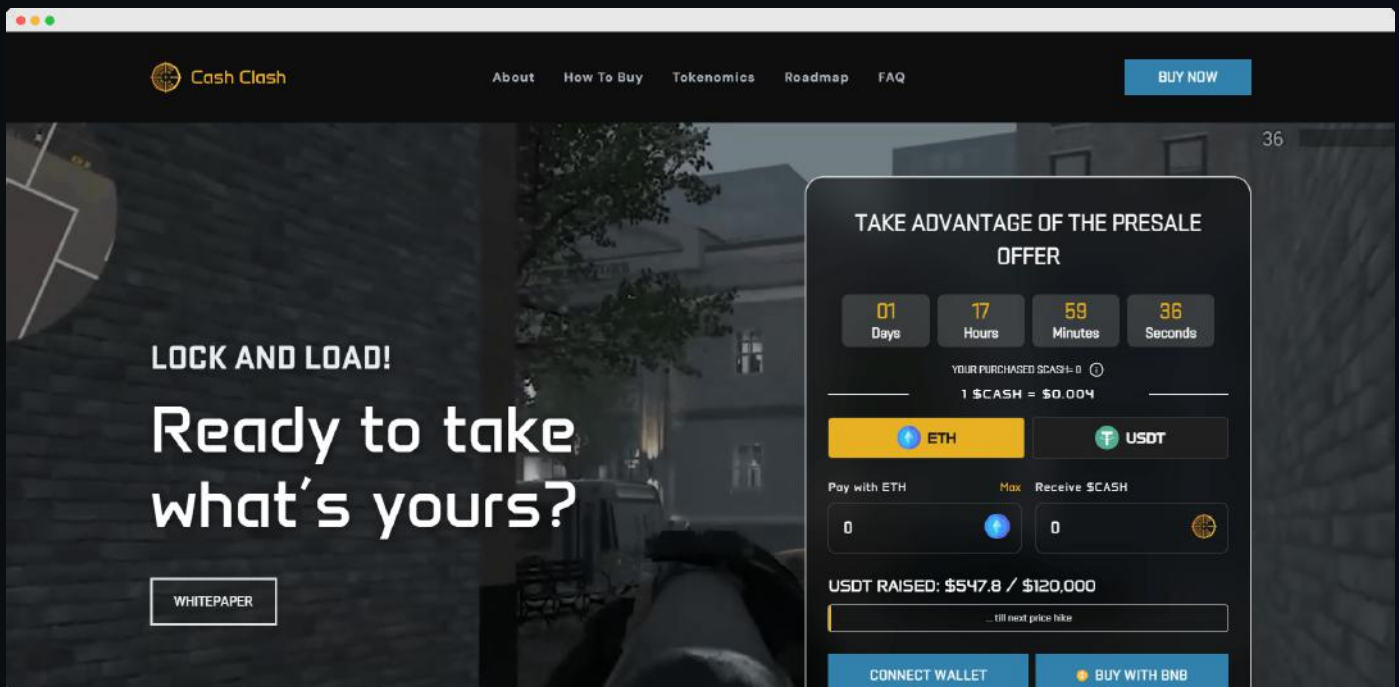 Cash Clash
About How To Buy Tokenomics Roadmap FAQ
BUY NOW
36
LOCK AND LOAD!
Ready to take
what's yours?
WHITEPAPER
TAKE ADVANTAGE OF THE PRESALE
OFFER
01 17 59 36
Days Hours Minutes Seconds
YOUR PURCHASED $CASH= 0
1 $CASH = $0.004
ETH USDT
Pay with ETH Max Receive $CASH
0 0
USDT RAISED: $547.8 / $120,000
... till next price hike
CONNECT WALLET BUY WITH BNB